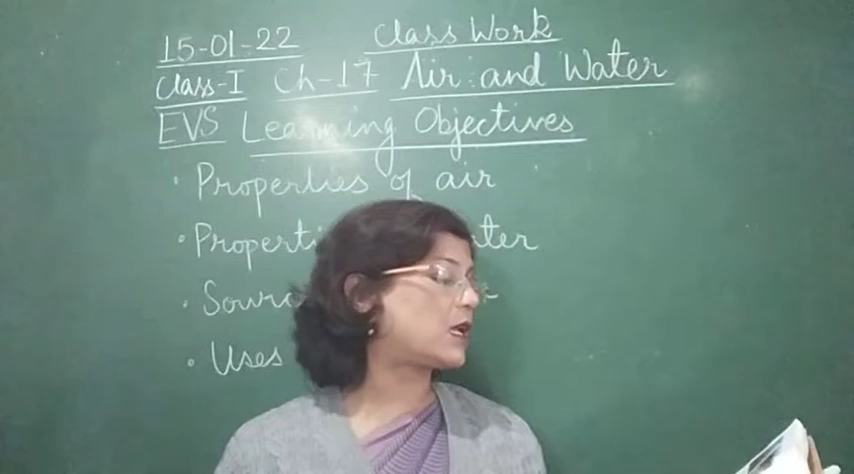 15-01-22 Class Work
Class-I Ch-17 Air and Water
EVS Learning Objectives
• Properties of air
• Properti ter
• Sourc
• Uses